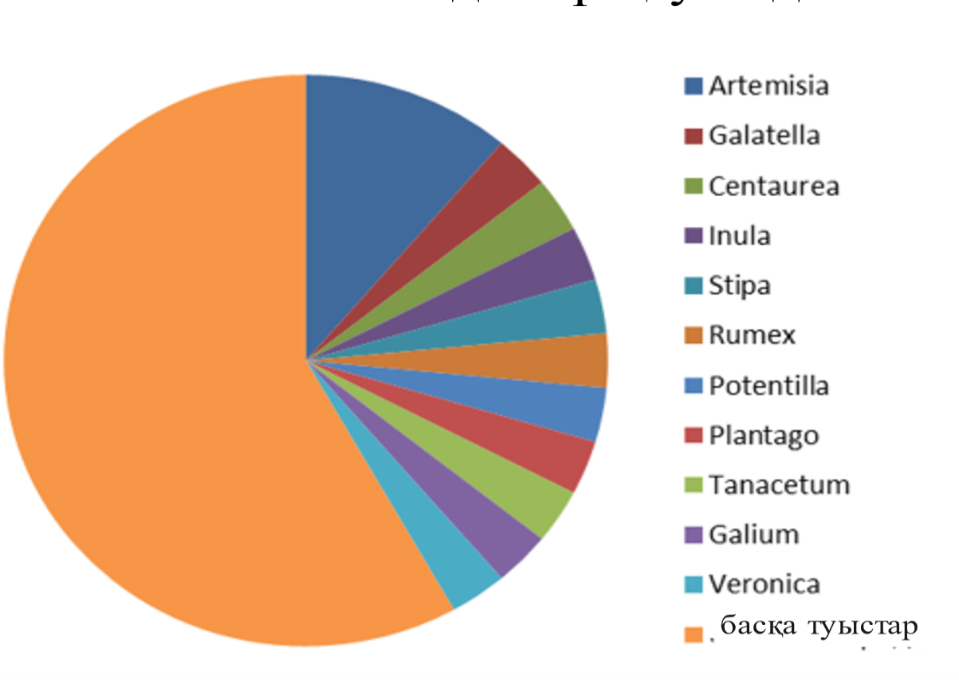 Artemisia
Galatella
Centaurea
Inula
Stipa
Rumex
Potentilla
Plantago
Tanacetum
Galium
Veronica
басқа туыстар